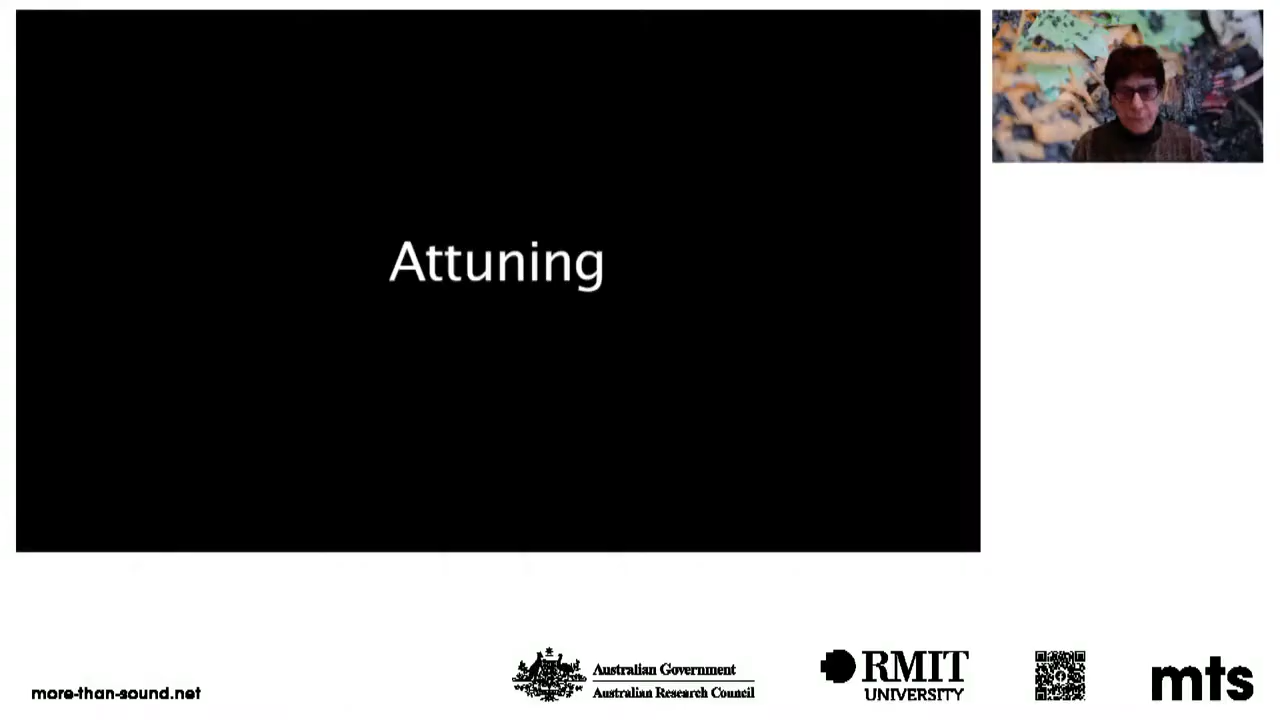 Attuning
more-than-sound.net
Australian Government
Australian Research Council
RMIT
UNIVERSITY
mts